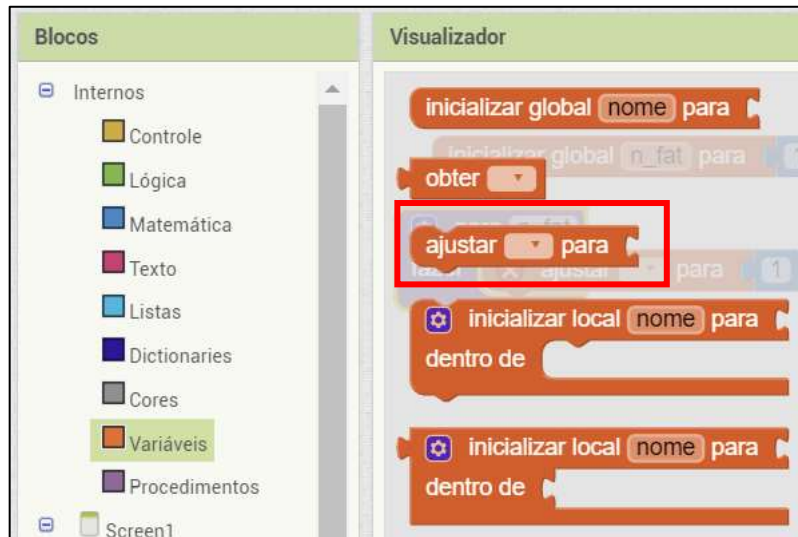 Blocos
Internos
Controle
Lógica
Matemática
Texto
Listas
Dictionaries
Cores
Variáveis
Procedimentos
Screen1
Visualizador
inicializar global nome para
inicializar global n_fat para 1
obter
ajustar para
ajustar para 1
inicializar local nome para
dentro de
inicializar local nome para
dentro de